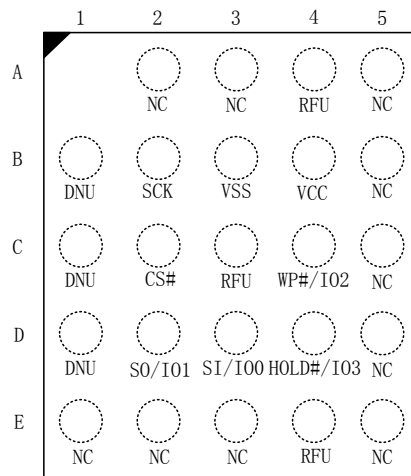 1 2 3 4 5
A
NC NC RFU NC
B
DNU SCK VSS VCC NC
C
DNU CS# RFU WP#/IO2 NC
D
DNU SO/IO1 SI/IO0 HOLD#/IO3 NC
E
NC NC NC RFU NC